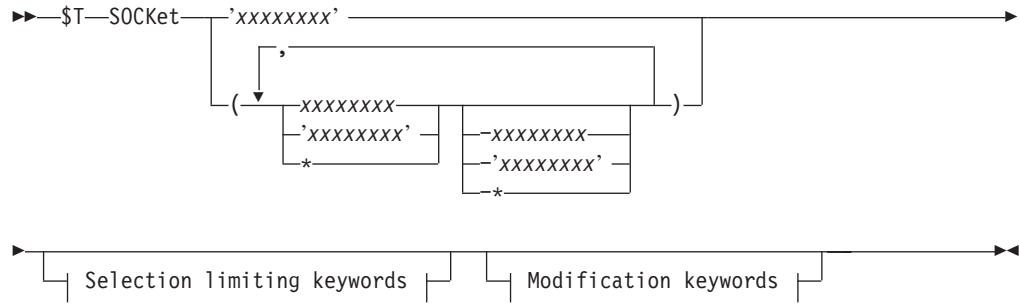 $T SOCKet 'xxxxxxxx'
,
( xxxxxxxx )
'xxxxxxxx' -xxxxxxxx
* -'xxxxxxxx'
-*
Selection limiting keywords Modification keywords